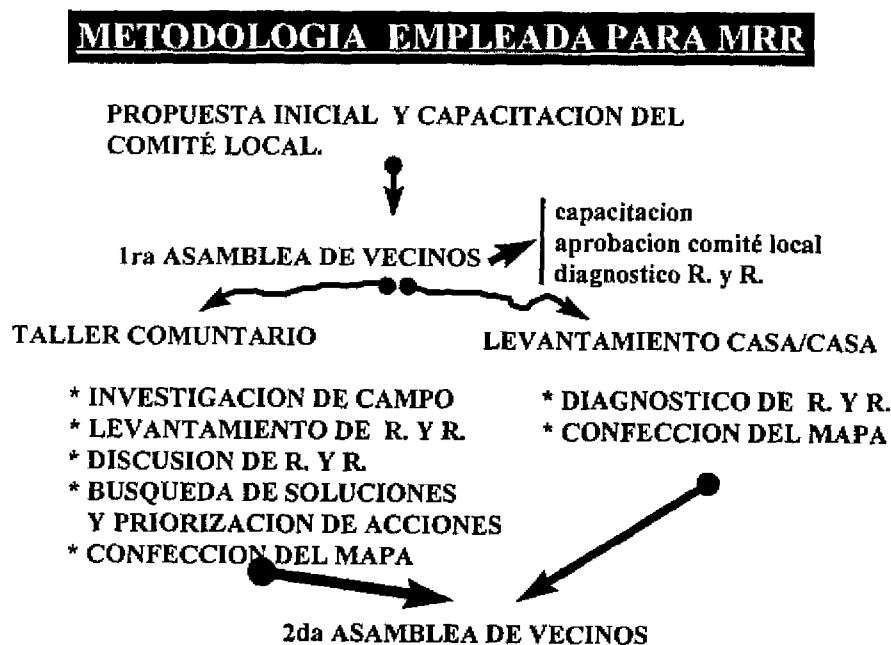 METODOLOGIA EMPLEADA PARA MRR
PROPUESTA INICIAL Y CAPACITACION DEL
COMITÉ LOCAL.
1ra ASAMBLEA DE VECINOS
capacitacion
aprobacion comité local
diagnostico R. y R.
TALLER COMUNTARIO
* INVESTIGACION DE CAMPO
* LEVANTAMIENTO DE R. Y R.
* DISCUSION DE R. Y R.
* BUSQUEDA DE SOLUCIONES
Y PRIORIZACION DE ACCIONES
* CONFECCION DEL MAPA
LEVANTAMIENTO CASA/CASA
* DIAGNOSTICO DE R. Y R.
* CONFECCION DEL MAPA
2da ASAMBLEA DE VECINOS